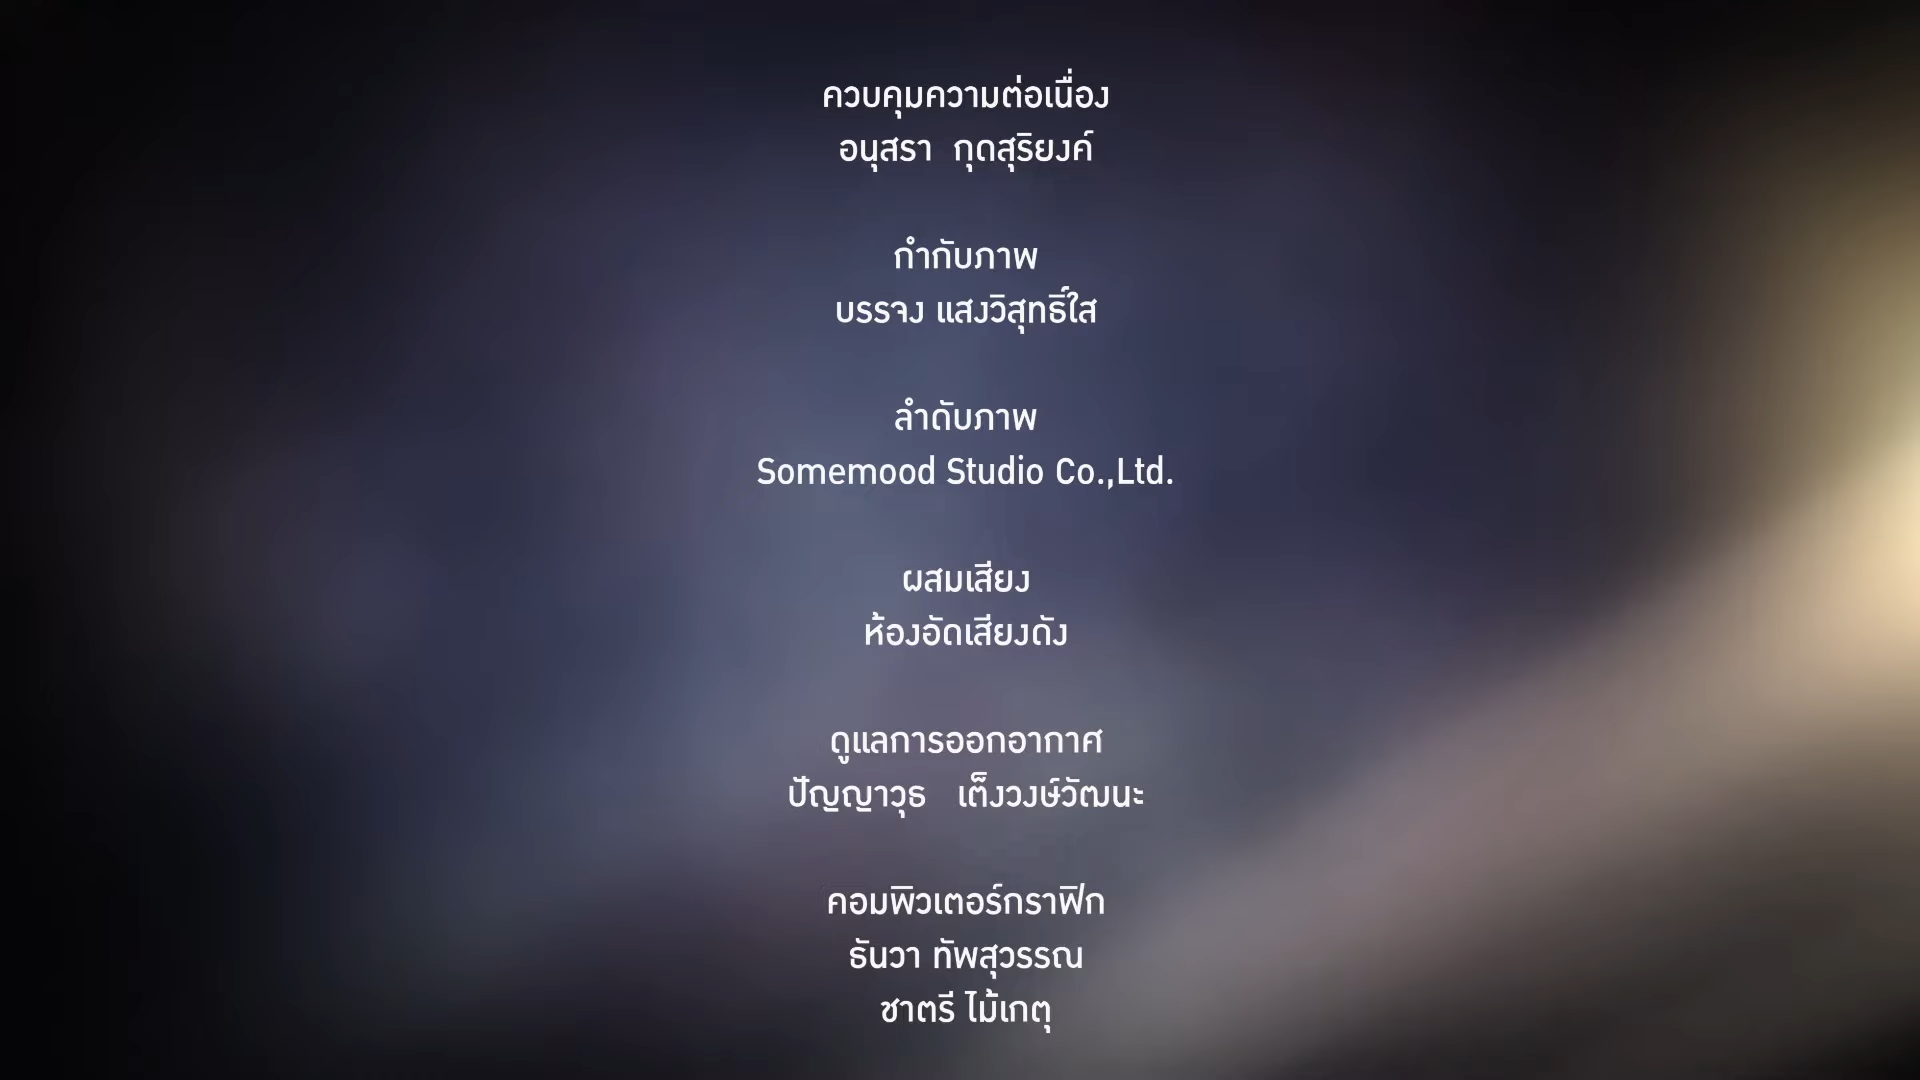 ควบคุมความต่อเนื่อง
อนุสรา กุดสุริยงค์
กำกับภาพ
บรรจง แสงวิสุทธิ์ใส
ลำดับภาพ
Somemood Studio Co.,Ltd.
ผสมเสียง
ห้องอัดเสียงดัง
ดูแลการออกอากาศ
ปัญญาวุธ เต็งวงษ์วัฒนะ
คอมพิวเตอร์กราฟิก
ธันวา ทัพสุวรรณ
ชาตรี ไม้เกตุ